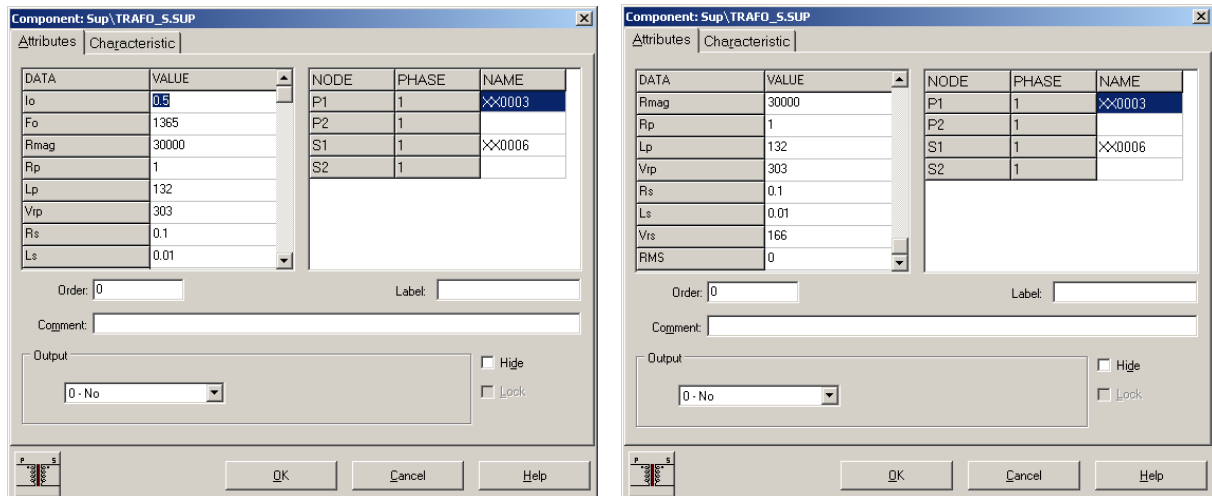 Component: Sup\TRAFO_S.SUP
Attributes Characteristic
DATA VALUE NODE PHASE NAME
Io 0.5 P1 1 XX0003
Fo 1365 P2 1
Rmag 30000 S1 1 XX0006
Rp 1 S2 1
Lp 132
Vrp 303
Rs 0.1
Ls 0.01
Order: 0 Label:
Comment:
Output
Hide
0 - No Lock
P S
OK Cancel Help
Component: Sup\TRAFO_S.SUP
Attributes Characteristic
DATA VALUE NODE PHASE NAME
Rmag 30000 P1 1 XX0003
Rp 1 P2 1
Lp 132 S1 1 XX0006
Vrp 303 S2 1
Rs 0.1
Ls 0.01
Vrs 166
RMS 0
Order: 0 Label:
Comment:
Output
Hide
0 - No Lock
P S
OK Cancel Help